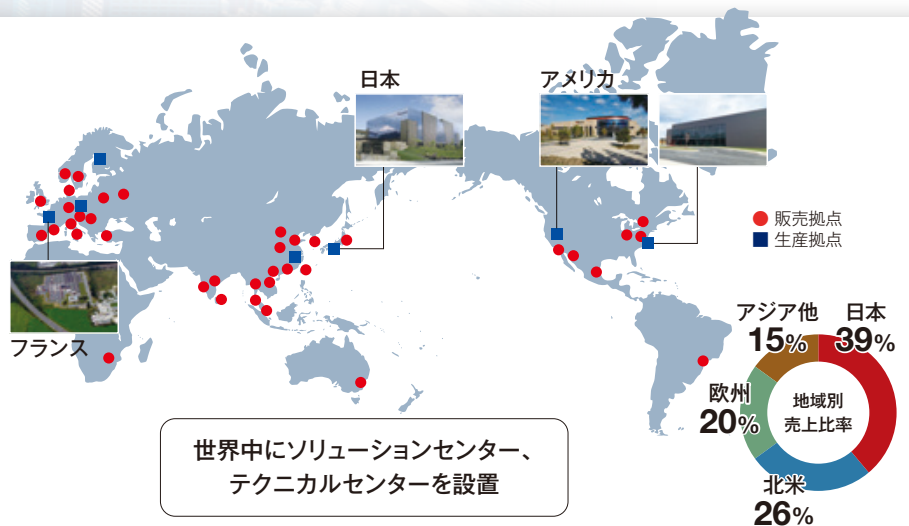 日本
アメリカ
フランス
販売拠点
生産拠点
世界中にソリューションセンター、
テクニカルセンターを設置
アジア他
15%
日本
39%
欧州
20%
地域別
売上比率
北米
26%